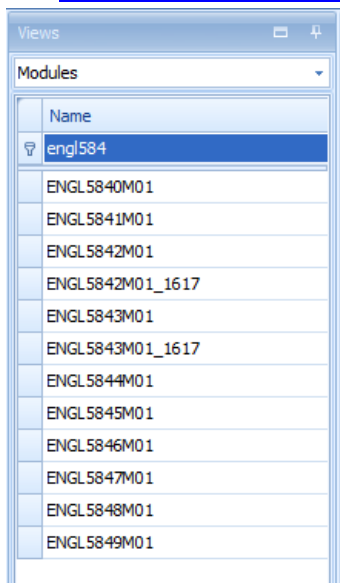 Views
Modules
Name
engl584
ENGL5840M01
ENGL5841M01
ENGL5842M01
ENGL5842M01_1617
ENGL5843M01
ENGL5843M01_1617
ENGL5844M01
ENGL5845M01
ENGL5846M01
ENGL5847M01
ENGL5848M01
ENGL5849M01